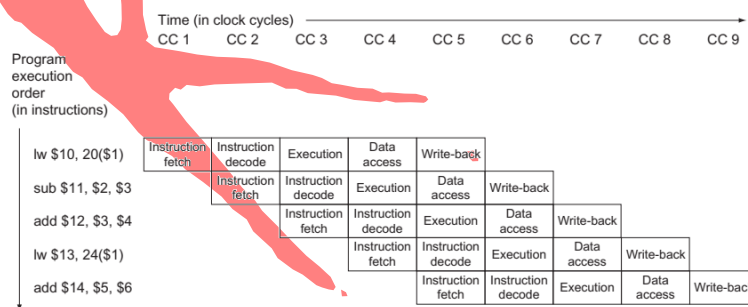 Time (in clock cycles)
CC 1 CC 2 CC 3 CC 4 CC 5 CC 6 CC 7 CC 8 CC 9
Program
execution
order
(in instructions)
lw $10, 20($1) Instruction fetch Instruction decode Execution Data access Write-back
sub $11, $2, $3 Instruction fetch Instruction decode Execution Data access Write-back
add $12, $3, $4 Instruction fetch Instruction decode Execution Data access Write-back
lw $13, 24($1) Instruction fetch Instruction decode Execution Data access Write-back
add $14, $5, $6 Instruction fetch Instruction decode Execution Data access Write-bac